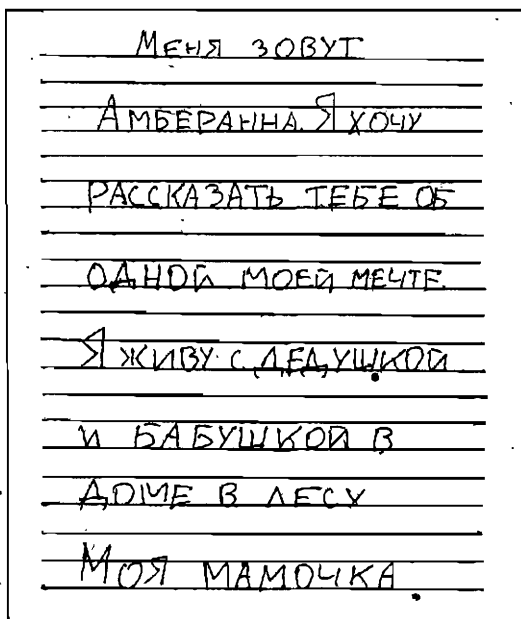 Меня зовут
Амберанна. Я хочу
рассказать тебе об
одной моей мечте.
Я живу с дедушкой
и бабушкой в
доме в лесу
Моя мамочка